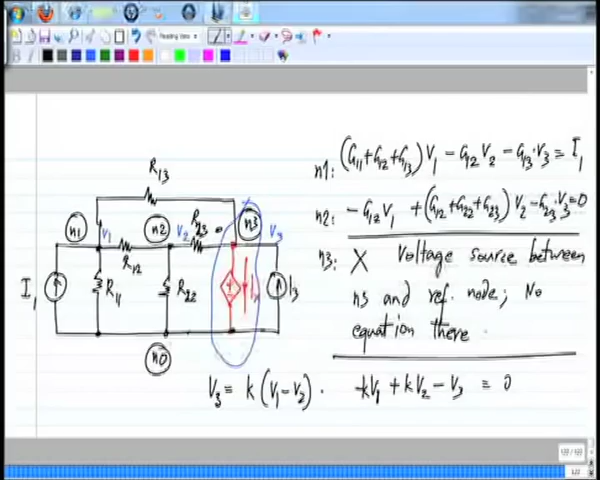 R13
n1
n2
n3
V1
V2
R23
V3
R12
I1
R11
R22
I3
n0
n1: (G11+G12+G13)V1 - G12 V2 - G13·V3 = I1
n2: -G12V1 +(G12+G22+G23)V2 - G23·V3=0
n3: X Voltage source between
n3 and ref. node; No
equation there
V3 = k(V1-V2). -kV1 + kV2 - V3 = 0